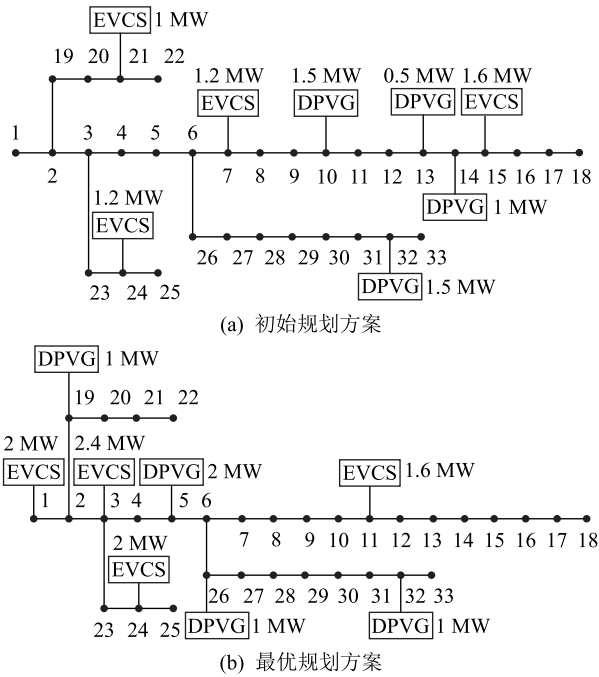 EVCS 1 MW
19 20 21 22
1.2 MW 1.5 MW 0.5 MW 1.6 MW
EVCS DPVG DPVG EVCS
1 3 4 5 6
2 7 8 9 10 11 12 13 14 15 16 17 18
1.2 MW
EVCS
DPVG 1 MW
26 27 28 29 30 31 32 33
23 24 25
DPVG 1.5 MW
(a) 初始规划方案
DPVG 1 MW
19 20 21 22
2 MW 2.4 MW
EVCS EVCS DPVG 2 MW EVCS 1.6 MW
1 2 3 4 5 6
7 8 9 10 11 12 13 14 15 16 17 18
2 MW
EVCS
26 27 28 29 30 31 32 33
23 24 25
DPVG 1 MW DPVG 1 MW
(b) 最优规划方案